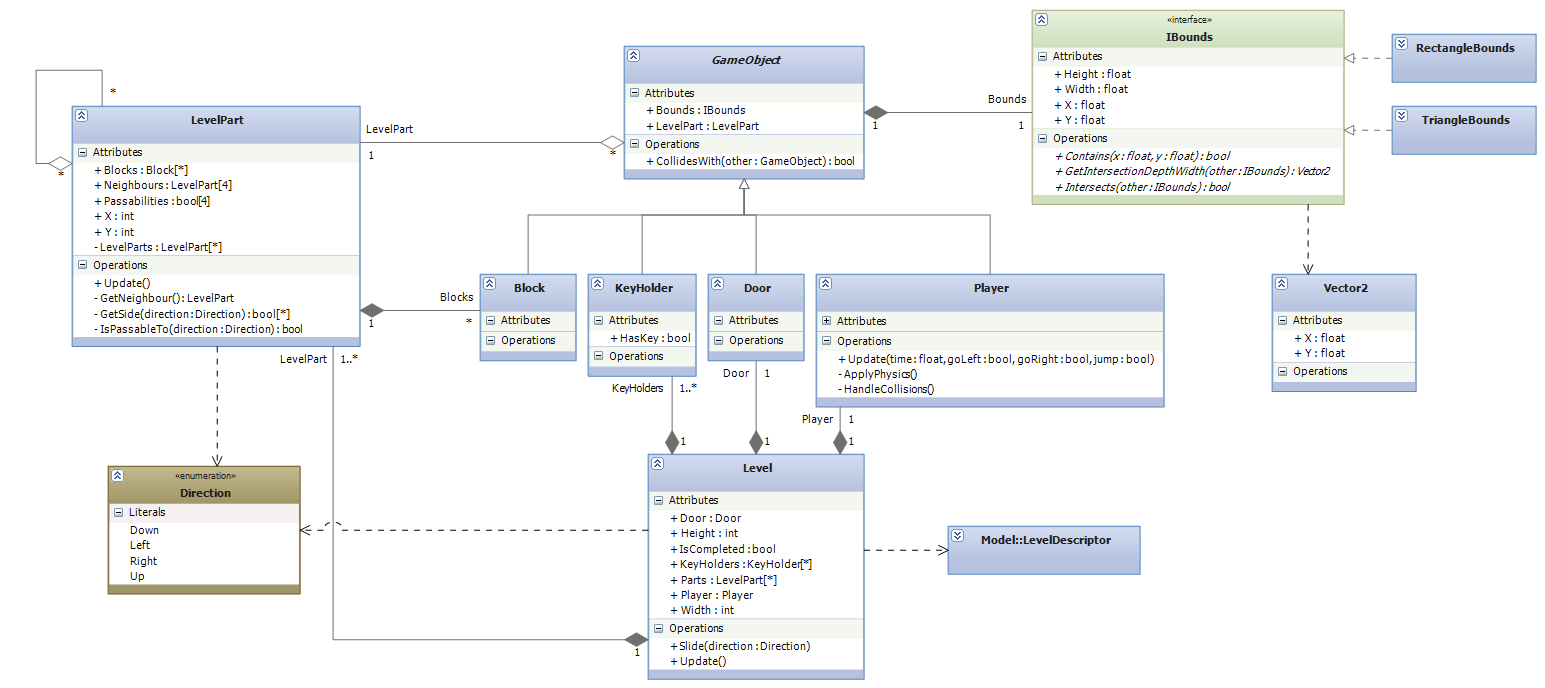 *
*
LevelPart
Attributes
+ Blocks : Block[*]
+ Neighbours : LevelPart[4]
+ Passabilities : bool[4]
+ X : int
+ Y : int
- LevelParts : LevelPart[*]
Operations
+ Update()
- GetNeighbour() : LevelPart
- GetSide(direction : Direction) : bool[*]
- IsPassableTo(direction : Direction) : bool
LevelPart
1
*
GameObject
Attributes
+ Bounds : IBounds
+ LevelPart : LevelPart
Operations
+ CollidesWith(other : GameObject) : bool
Bounds
1
1
«interface»
IBounds
Attributes
+ Height : float
+ Width : float
+ X : float
+ Y : float
Operations
+ Contains(x : float, y : float) : bool
+ GetIntersectionDepthWidth(other : IBounds) : Vector2
+ Intersects(other : IBounds) : bool
RectangleBounds
TriangleBounds
Blocks
1
*
Block
Attributes
Operations
KeyHolder
Attributes
+ HasKey : bool
Operations
Door
Attributes
Operations
Player
Attributes
Operations
+ Update(time : float, goLeft : bool, goRight : bool, jump : bool)
- ApplyPhysics()
- HandleCollisions()
Vector2
Attributes
+ X : float
+ Y : float
Operations
LevelPart
1..*
KeyHolders
1..*
1
Door
1
1
Player
1
1
«enumeration»
Direction
Literals
Down
Left
Right
Up
Level
Attributes
+ Door : Door
+ Height : int
+ IsCompleted : bool
+ KeyHolders : KeyHolder[*]
+ Parts : LevelPart[*]
+ Player : Player
+ Width : int
Operations
+ Slide(direction : Direction)
+ Update()
1
Model::LevelDescriptor